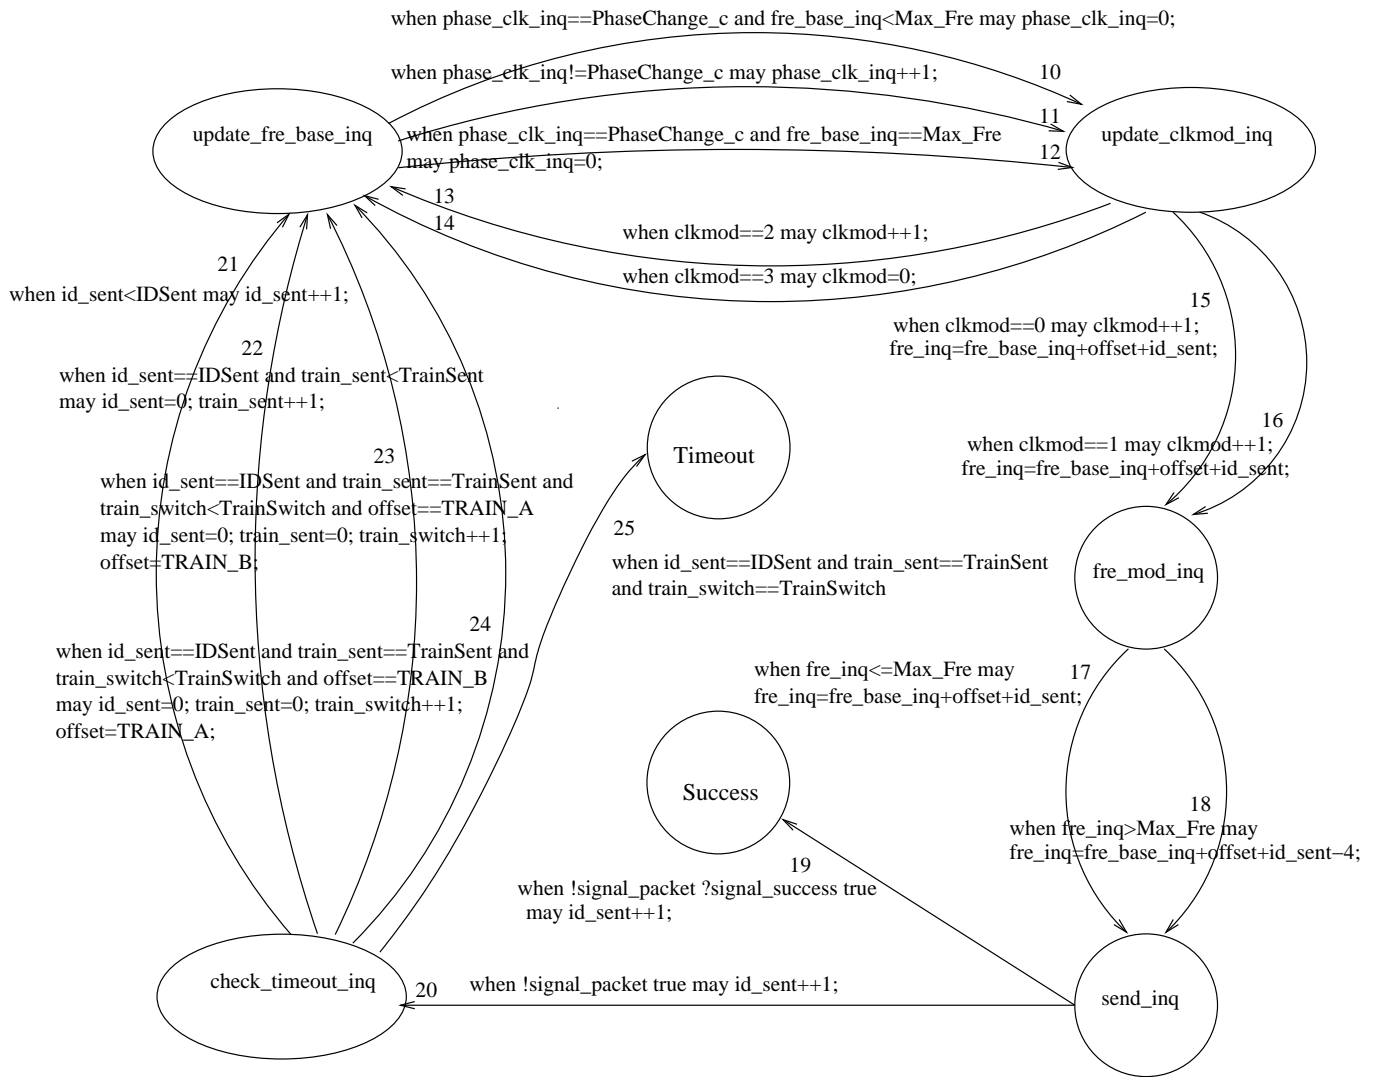 when phase_clk_inq==PhaseChange_c and fre_base_inq<Max_Fre may phase_clk_inq=0;
when phase_clk_inq!=PhaseChange_c may phase_clk_inq++1;
10
11
update_fre_base_inq
when phase_clk_inq==PhaseChange_c and fre_base_inq==Max_Fre
may phase_clk_inq=0;
12
update_clkmod_inq
13
14
when clkmod==2 may clkmod++1;
when clkmod==3 may clkmod=0;
21
when id_sent<IDSent may id_sent++1;
15
when clkmod==0 may clkmod++1;
fre_inq=fre_base_inq+offset+id_sent;
22
when id_sent==IDSent and train_sent<TrainSent
may id_sent=0; train_sent++1;
16
when clkmod==1 may clkmod++1;
fre_inq=fre_base_inq+offset+id_sent;
Timeout
23
when id_sent==IDSent and train_sent==TrainSent and
train_switch<TrainSwitch and offset==TRAIN_A
may id_sent=0; train_sent=0; train_switch++1;
offset=TRAIN_B;
25
when id_sent==IDSent and train_sent==TrainSent
and train_switch==TrainSwitch
fre_mod_inq
24
when id_sent==IDSent and train_sent==TrainSent and
train_switch<TrainSwitch and offset==TRAIN_B
may id_sent=0; train_sent=0; train_switch++1;
offset=TRAIN_A;
17
when fre_inq<=Max_Fre may
fre_inq=fre_base_inq+offset+id_sent;
Success
18
when fre_inq>Max_Fre may
fre_inq=fre_base_inq+offset+id_sent−4;
19
when !signal_packet ?signal_success true
may id_sent++1;
check_timeout_inq
20
when !signal_packet true may id_sent++1;
send_inq